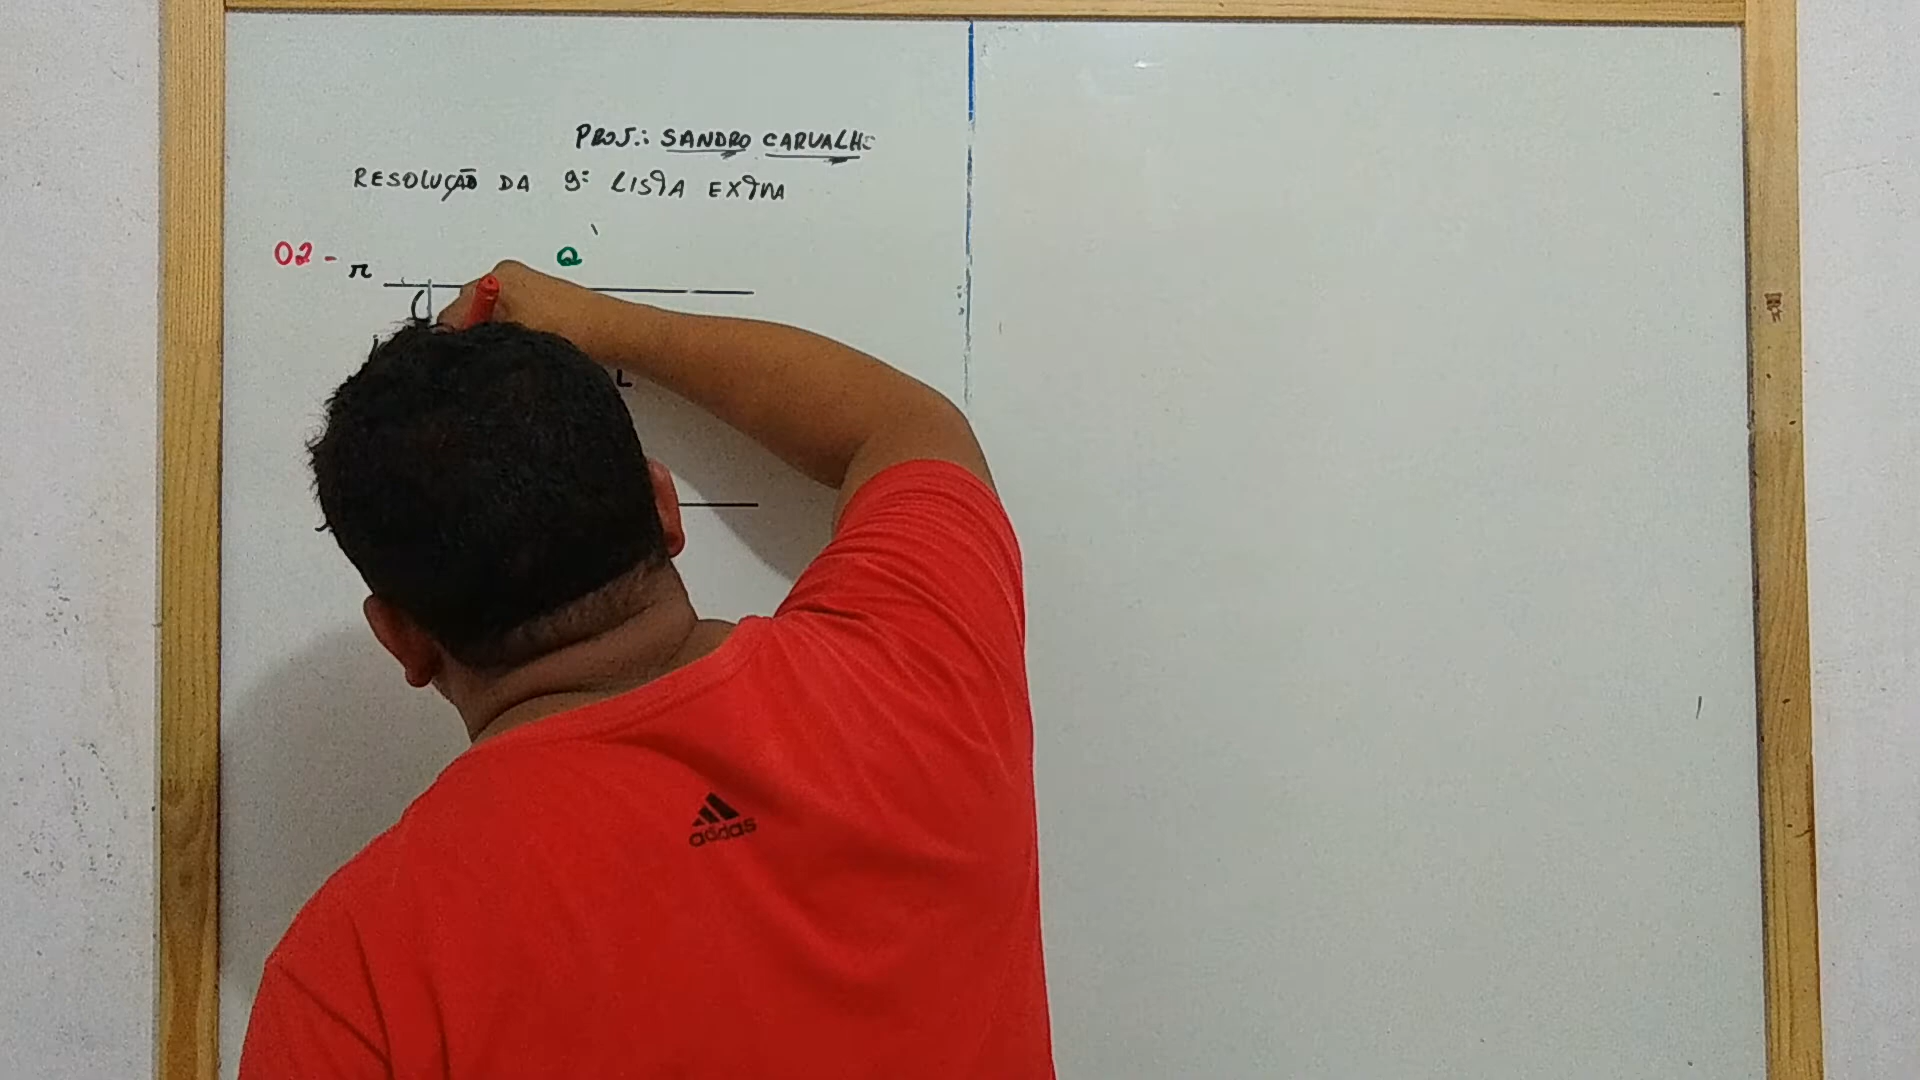 PROF.: SANDRO CARVALHO
RESOLUÇÃO DA 9ª LISTA EXTRA
02 - r
Q
L
adidas